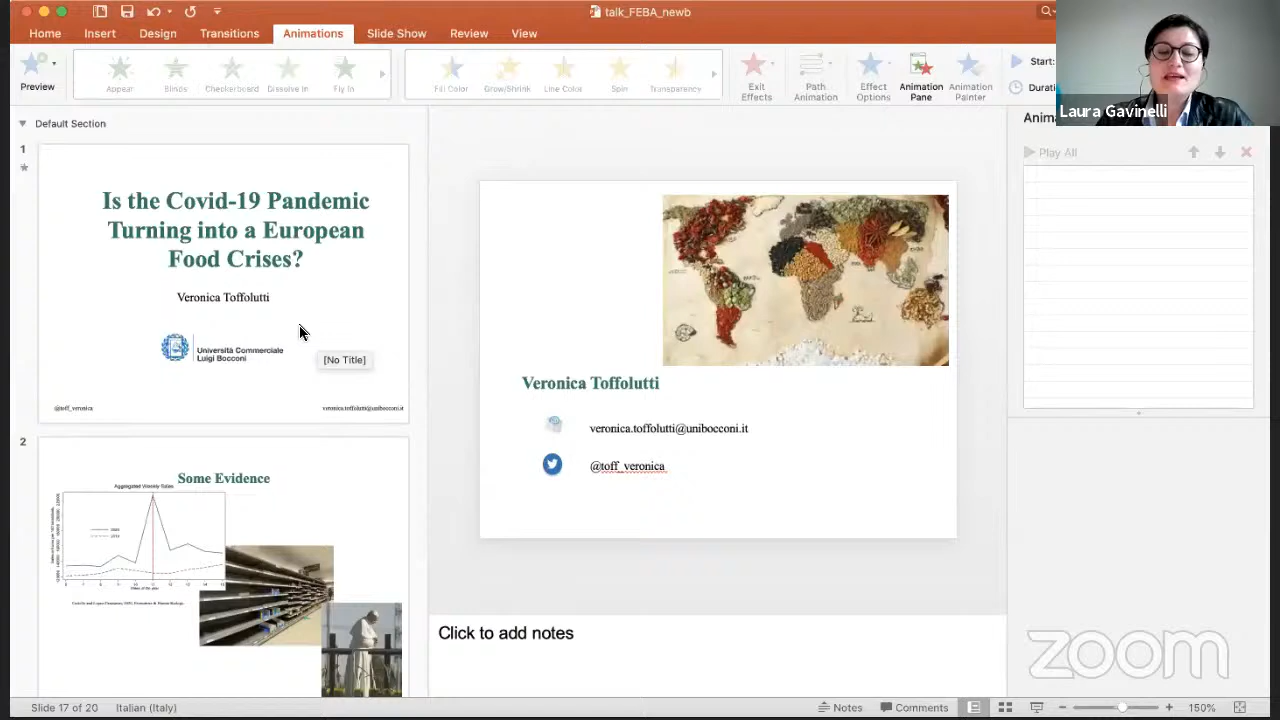 talk_FEBA_newb
Home Insert Design Transitions Animations Slide Show Review View
Preview
Appear Blinds Checkerboard Dissolve In Fly In
Fill Color Grow/Shrink Line Color Spin Transparency
Exit Effects
Path Animation
Effect Options
Animation Pane
Animation Painter
Start:
Durati
Laura Gavinelli
Anima
Play All
Default Section
1
Is the Covid-19 Pandemic
Turning into a European
Food Crises?
Veronica Toffolutti
Università Commerciale
Luigi Bocconi
[No Title]
@toff_veronica
veronica.toffolutti@unibocconi.it
2
Some Evidence
Aggregated Weekly Sales
Veronica Toffolutti
veronica.toffolutti@unibocconi.it
@toff_veronica
Click to add notes
zoom
Slide 17 of 20 Italian (Italy)
Notes Comments 150%